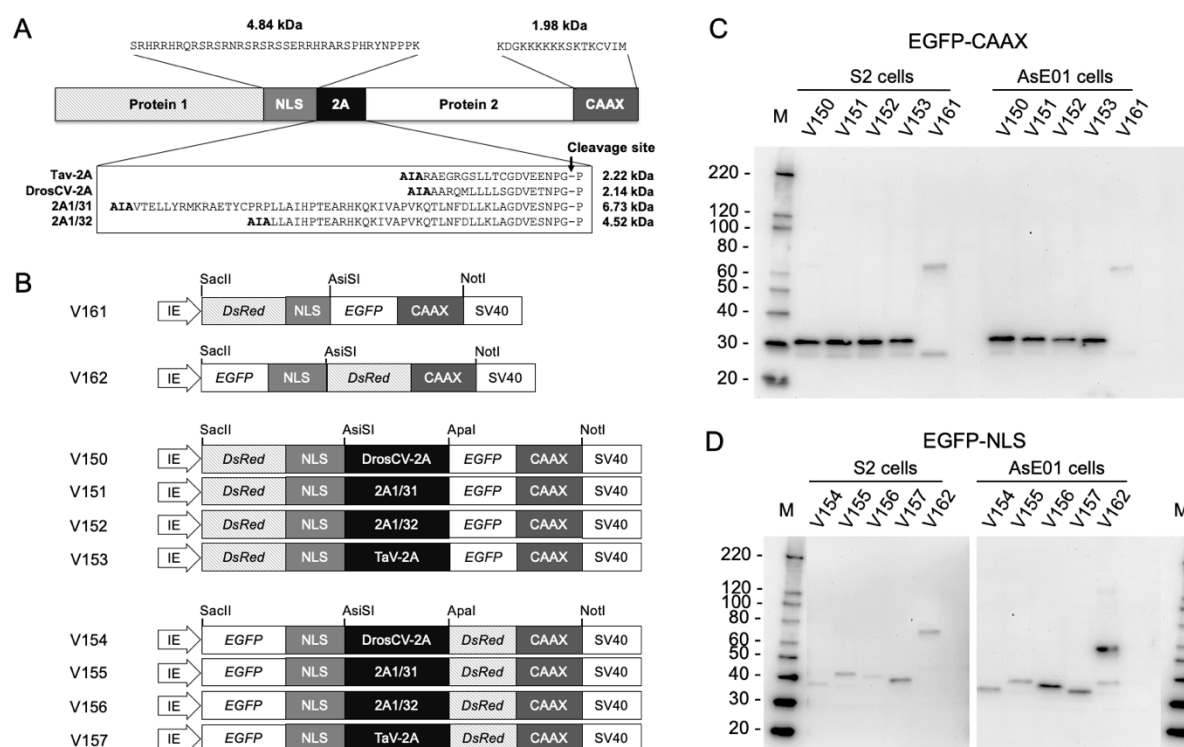 A
4.84 kDa
1.98 kDa
SRHRRHRQRSRSRNRSRSRSSERRHRARSPHRYNPPPK
KDGKKKKKKSKTKCVIM
Protein 1
NLS
2A
Protein 2
CAAX
Cleavage site
Tav-2A AIARAEGRGSLLTCGDVEENPG-P 2.22 kDa
DrosCV-2A AIAAARQMLLLLSGDVETNPG-P 2.14 kDa
2A1/31 AIAVTELLYRMKRAETYCPRPLLAIHPTEARHKQKIVAPVKQTLNFDLLKLAGDVESNPG-P 6.73 kDa
2A1/32 AIALLAIHPTEARHKQKIVAPVKQTLNFDLLKLAGDVESNPG-P 4.52 kDa
B
SacII AsiSI NotI
V161 IE DsRed NLS EGFP CAAX SV40
SacII AsiSI NotI
V162 IE EGFP NLS DsRed CAAX SV40
SacII AsiSI ApaI NotI
V150 IE DsRed NLS DrosCV-2A EGFP CAAX SV40
V151 IE DsRed NLS 2A1/31 EGFP CAAX SV40
V152 IE DsRed NLS 2A1/32 EGFP CAAX SV40
V153 IE DsRed NLS TaV-2A EGFP CAAX SV40
SacII AsiSI ApaI NotI
V154 IE EGFP NLS DrosCV-2A DsRed CAAX SV40
V155 IE EGFP NLS 2A1/31 DsRed CAAX SV40
V156 IE EGFP NLS 2A1/32 DsRed CAAX SV40
V157 IE EGFP NLS TaV-2A DsRed CAAX SV40
C
EGFP-CAAX
S2 cells AsE01 cells
M V150 V151 V152 V153 V161 V150 V151 V152 V153 V161
220 -
120 -
100 -
80 -
60 -
50 -
40 -
30 -
20 -
D
EGFP-NLS
S2 cells AsE01 cells
M V154 V155 V156 V157 V162 V154 V155 V156 V157 V162 M
220 -
120 -
100 -
80 -
60 -
50 -
40 -
30 -
20 -